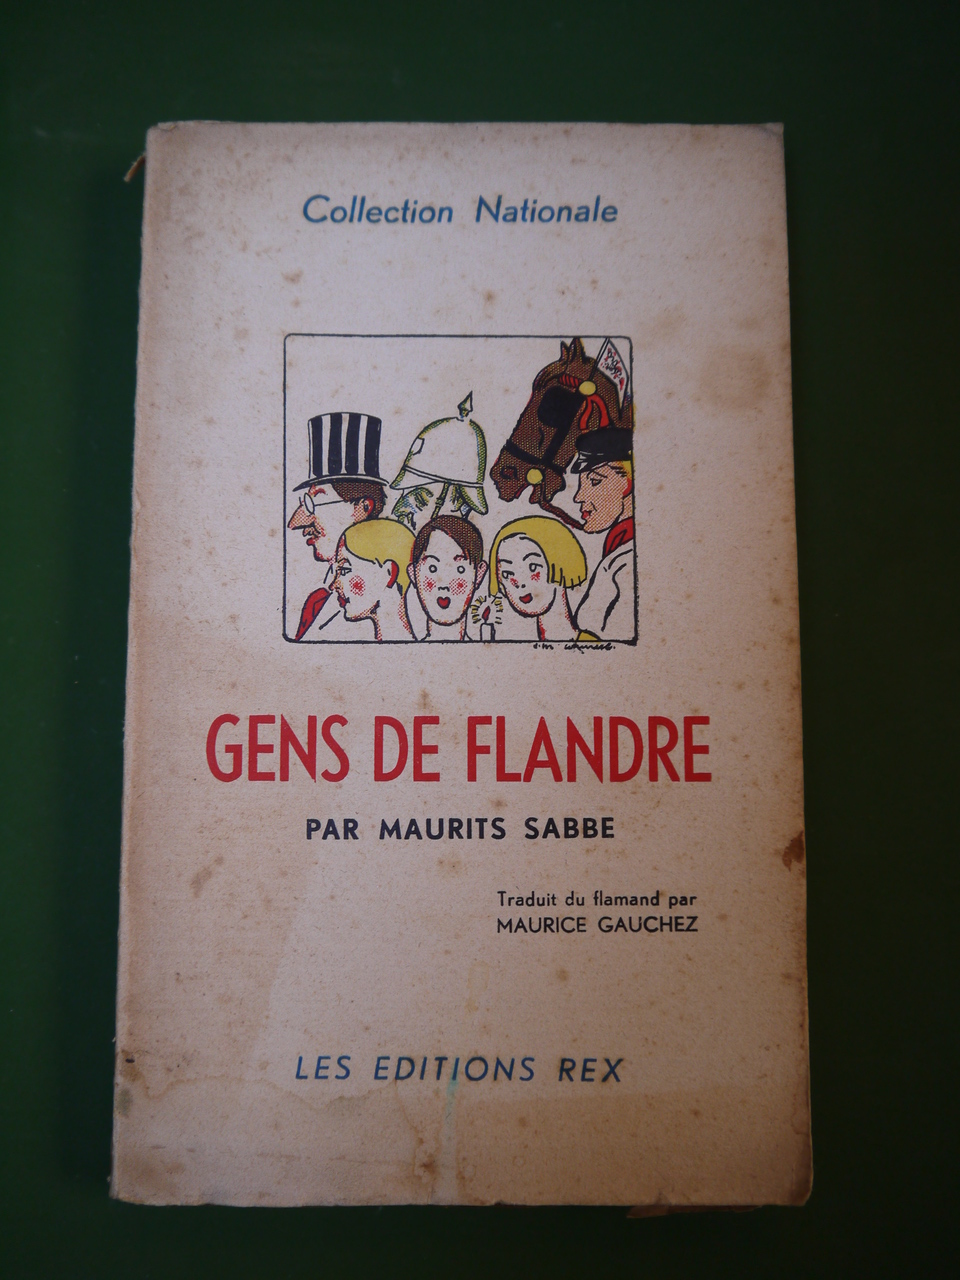 Collection Nationale
GENS DE FLANDRE
PAR MAURITS SABBE
Traduit du flamand par
MAURICE GAUCHEZ
LES EDITIONS REX